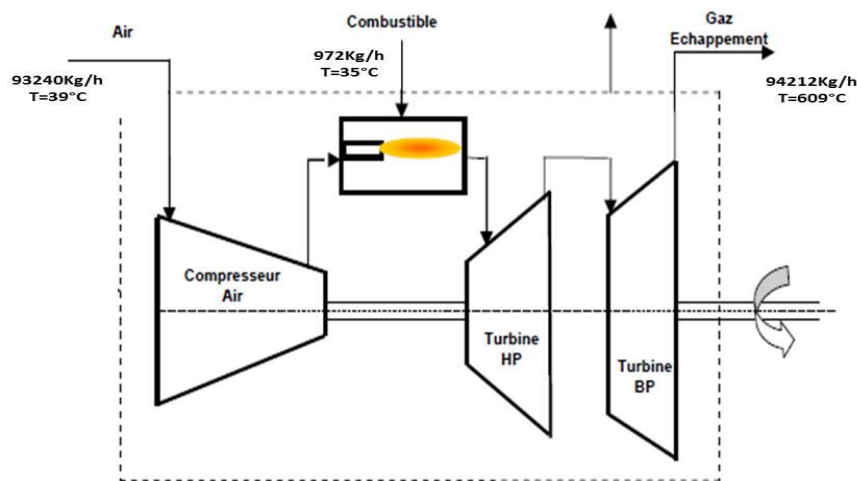 Air
93240Kg/h
T=39°C
Combustible
972Kg/h
T=35°C
Gaz
Echappement
94212Kg/h
T=609°C
Compresseur
Air
Turbine
HP
Turbine
BP